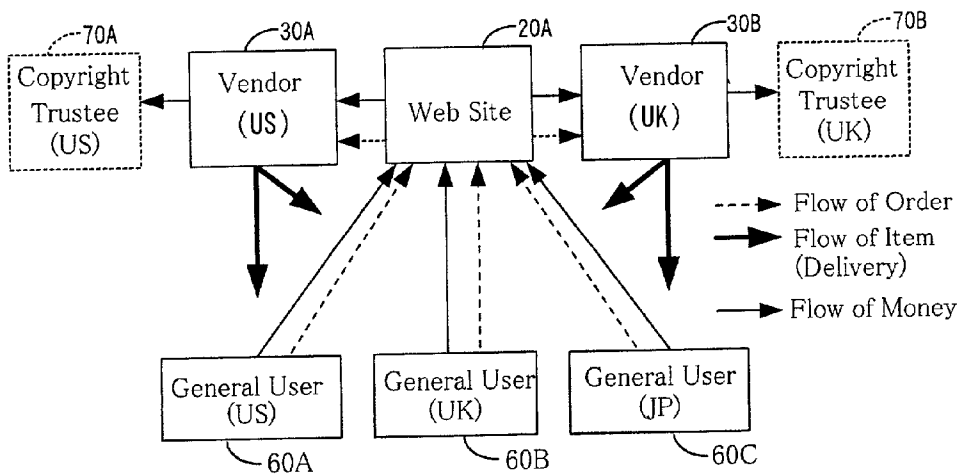 70A
30A
20A
30B
70B
Copyright
Trustee
(US)
Vendor
(US)
Web Site
Vendor
(UK)
Copyright
Trustee
(UK)
Flow of Order
Flow of Item
(Delivery)
Flow of Money
General User
(US)
General User
(UK)
General User
(JP)
60A
60B
60C